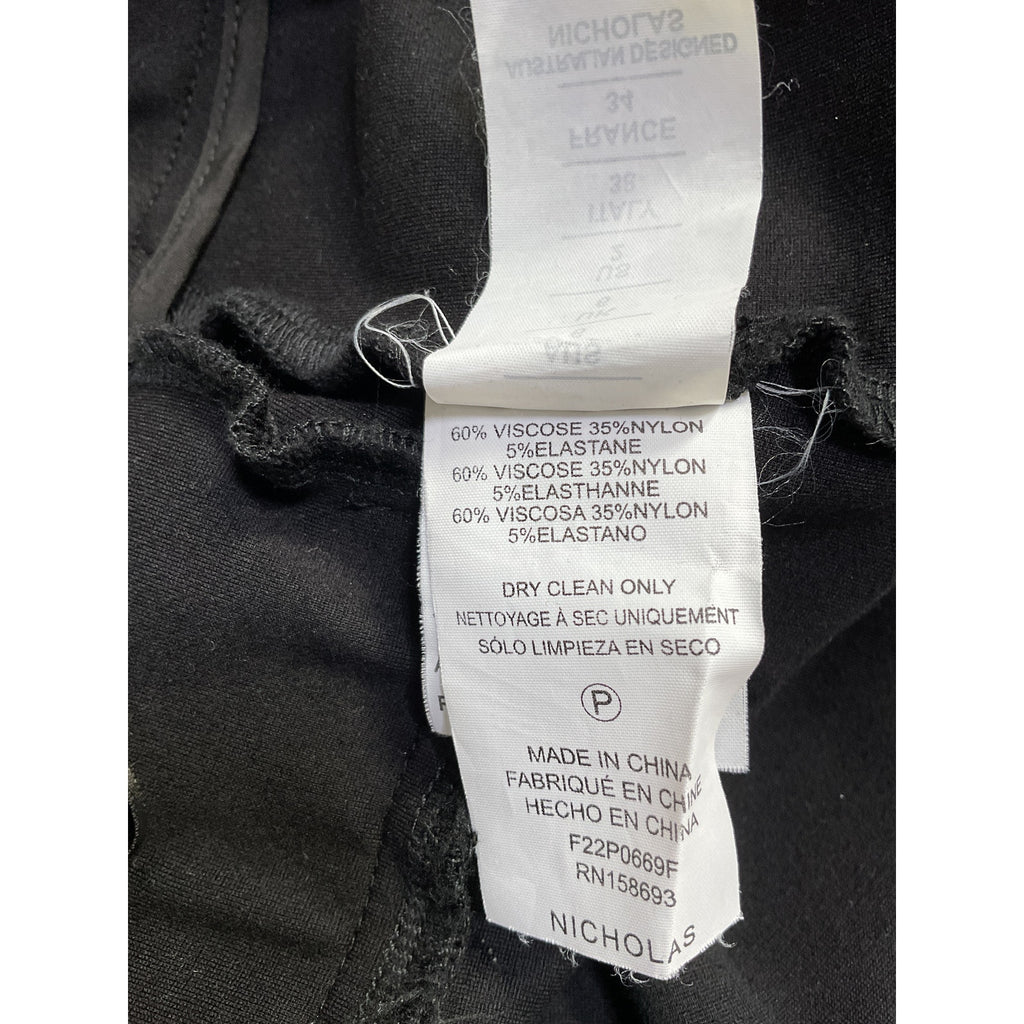 NICHOLAS
AUSTRALIAN DESIGNED
34
FRANCE
38
ITALY
2
US
6
UK
6
AUS
60% VISCOSE 35%NYLON
5%ELASTANE
60% VISCOSE 35%NYLON
5%ELASTHANNE
60% VISCOSA 35%NYLON
5%ELASTANO
DRY CLEAN ONLY
NETTOYAGE À SEC UNIQUEMENT
SÓLO LIMPIEZA EN SECO
P
MADE IN CHINA
FABRIQUÉ EN CHINE
HECHO EN CHINA
F22P0669F
RN158693
NICHOLAS